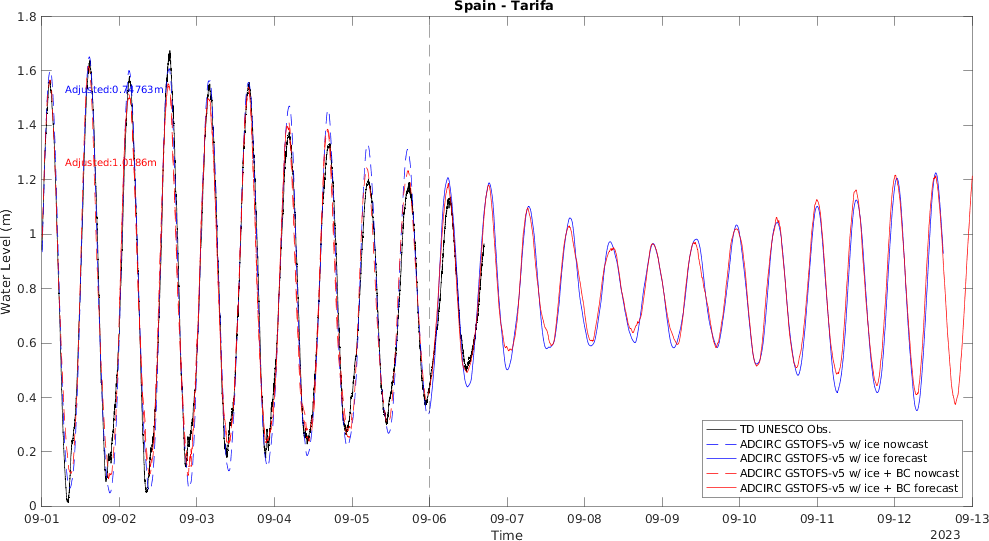 Spain - Tarifa
1.8
1.6
1.4
1.2
1
0.8
0.6
0.4
0.2
0
Water Level (m)
Adjusted:0.74763m
Adjusted:1.0186m
TD UNESCO Obs.
ADCIRC GSTOFS-v5 w/ ice nowcast
ADCIRC GSTOFS-v5 w/ ice forecast
ADCIRC GSTOFS-v5 w/ ice + BC nowcast
ADCIRC GSTOFS-v5 w/ ice + BC forecast
09-01 09-02 09-03 09-04 09-05 09-06 09-07 09-08 09-09 09-10 09-11 09-12 09-13
Time
2023